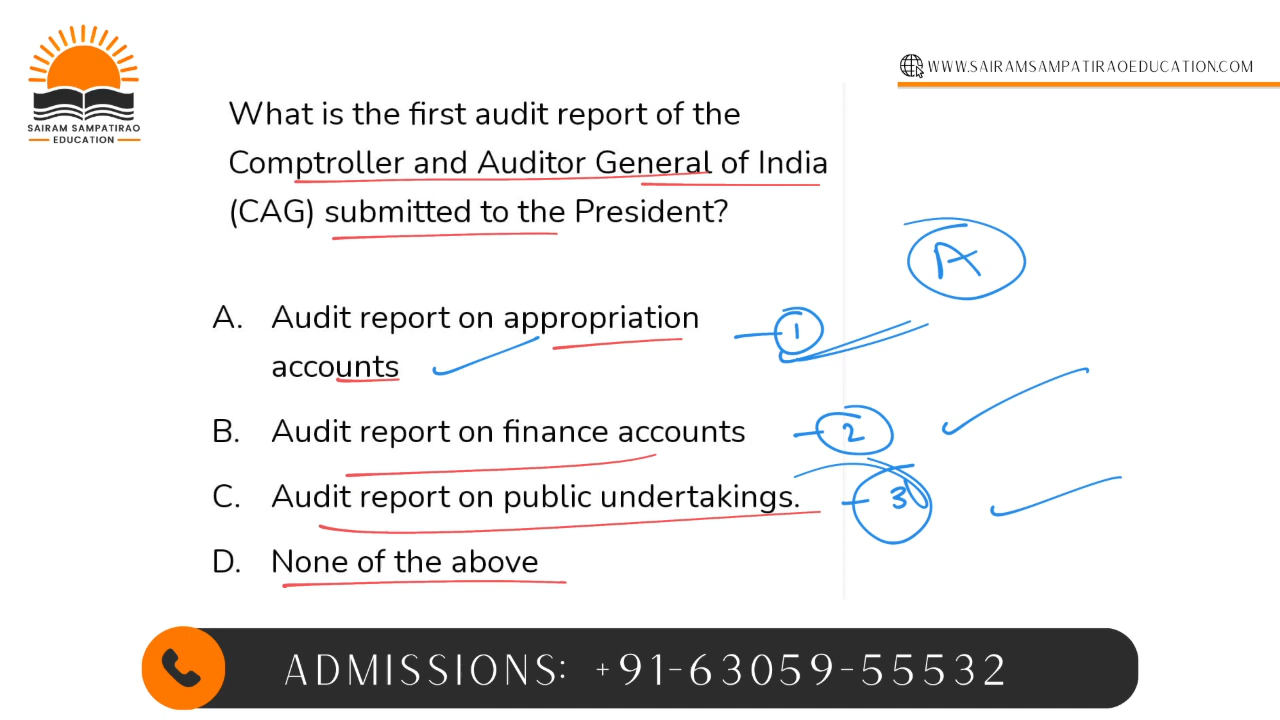 SAIRAM SAMPATIRAO
EDUCATION
WWW.SAIRAMSAMPATIRAOEDUCATION.COM
What is the first audit report of the
Comptroller and Auditor General of India
(CAG) submitted to the President?
A
A. Audit report on appropriation
accounts
1
B. Audit report on finance accounts
2
C. Audit report on public undertakings.
3
D. None of the above
ADMISSIONS: +91-63059-55532